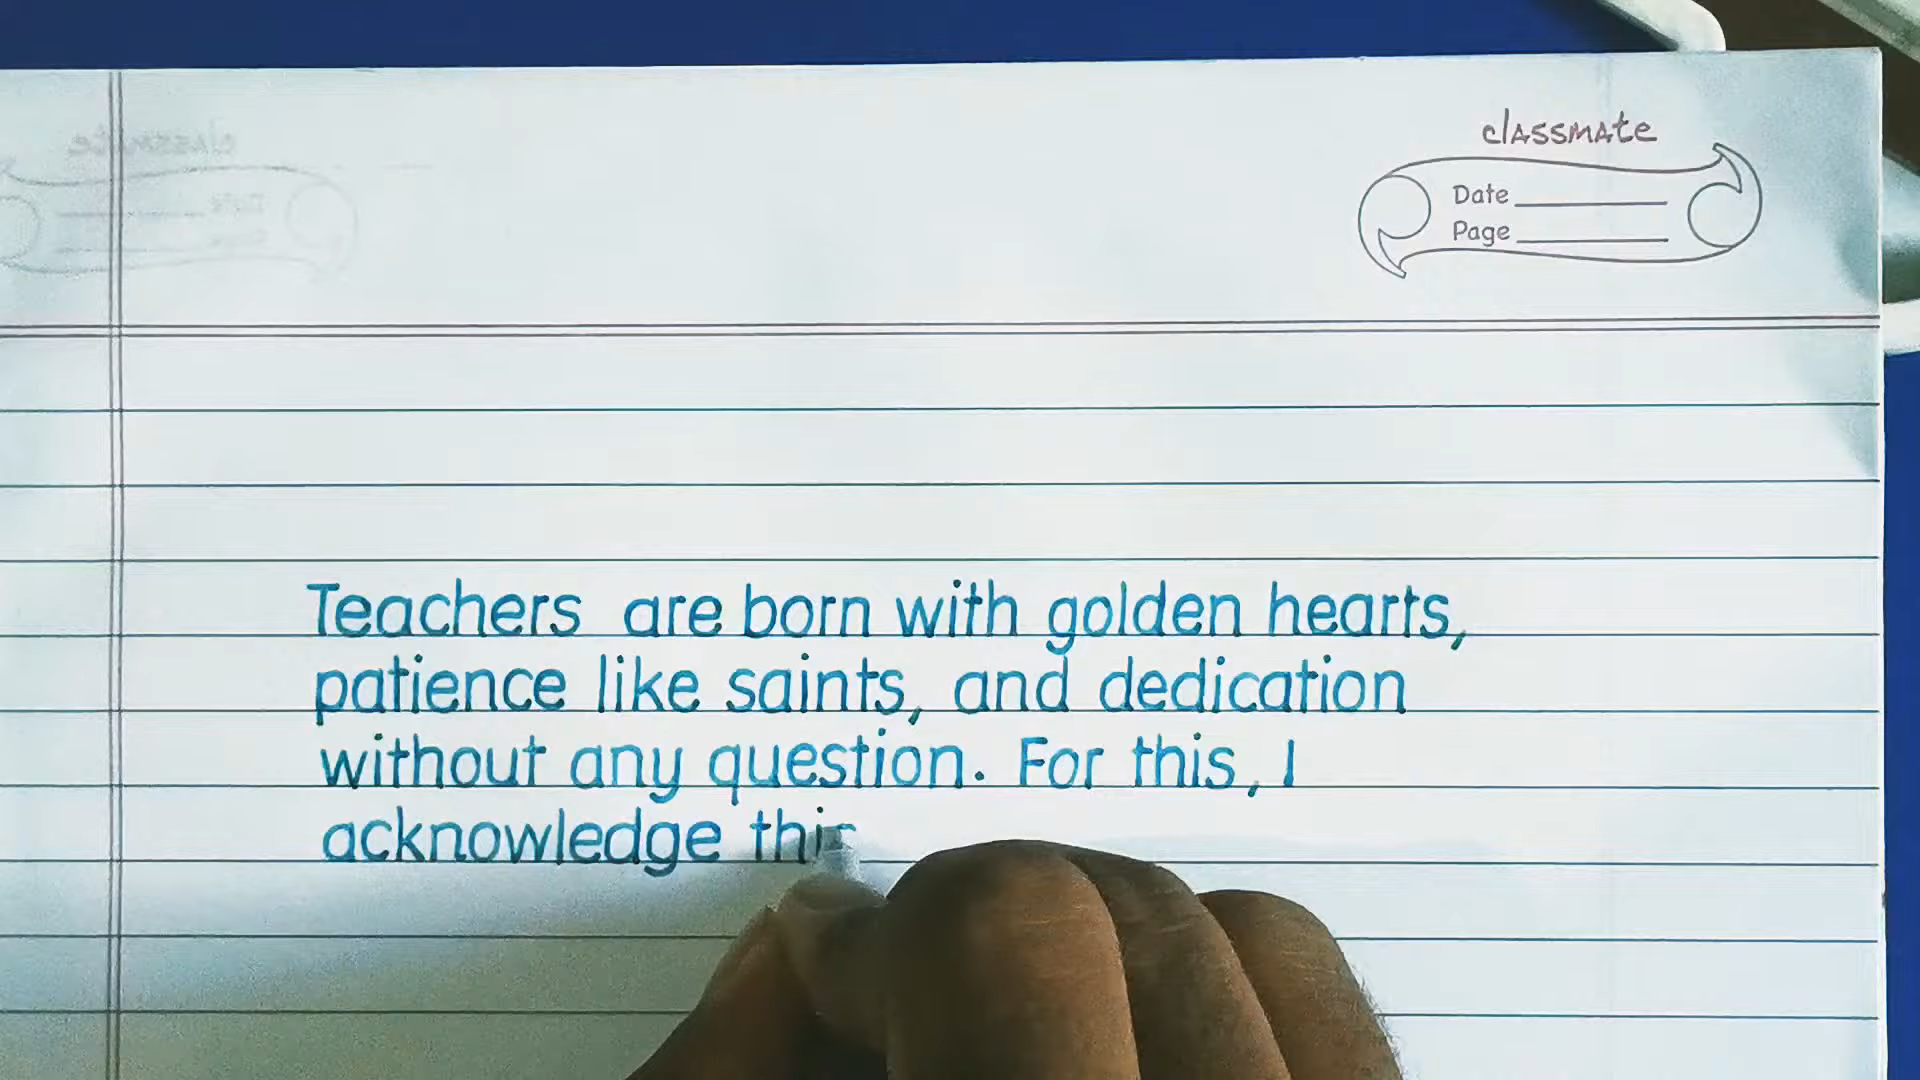 classmate
Date
Page
Teachers are born with golden hearts,
patience like saints, and dedication
without any question. For this, I
acknowledge